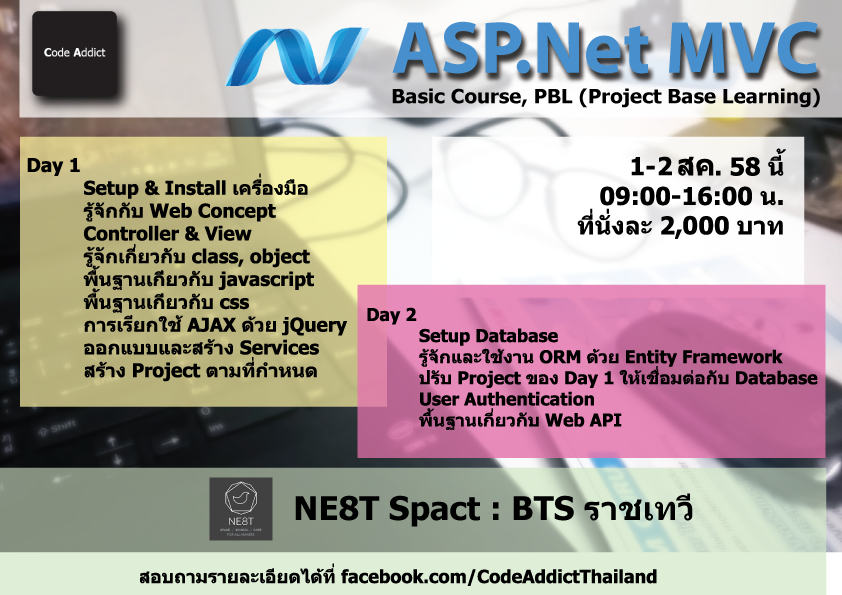 Code Addict
ASP.Net MVC
Basic Course, PBL (Project Base Learning)
Day 1
Setup & Install เครื่องมือ
รู้จักกับ Web Concept
Controller & View
รู้จักเกี่ยวกับ class, object
พื้นฐานเกี่ยวกับ javascript
พื้นฐานเกี่ยวกับ css
การเรียกใช้ AJAX ด้วย jQuery
ออกแบบและสร้าง Services
สร้าง Project ตามที่กำหนด
1-2 สค. 58 นี้
09:00-16:00 น.
ที่นั่งละ 2,000 บาท
Day 2
Setup Database
รู้จักและใช้งาน ORM ด้วย Entity Framework
ปรับ Project ของ Day 1 ให้เชื่อมต่อกับ Database
User Authentication
พื้นฐานเกี่ยวกับ Web API
NE8T
NE8T Spact : BTS ราชเทวี
สอบถามรายละเอียดได้ที่ facebook.com/CodeAddictThailand